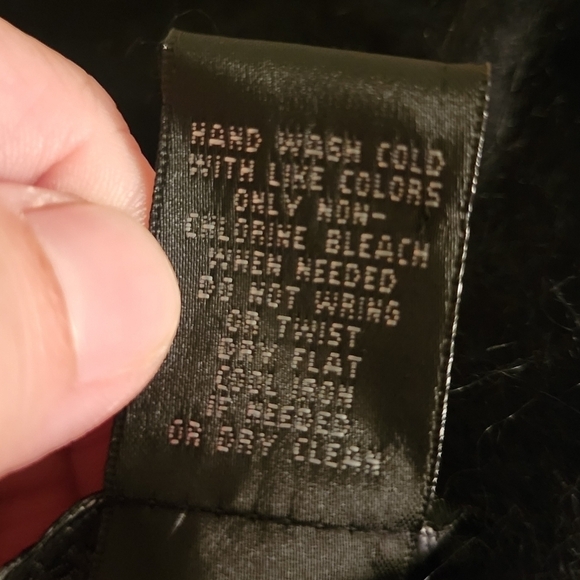 HAND WASH COLD
WITH LIKE COLORS
ONLY NON-
CHLORINE BLEACH
WHEN NEEDED
DO NOT WRING
OR TWIST
DRY FLAT
COOL IRON
IF NEEDED
OR DRY CLEAN